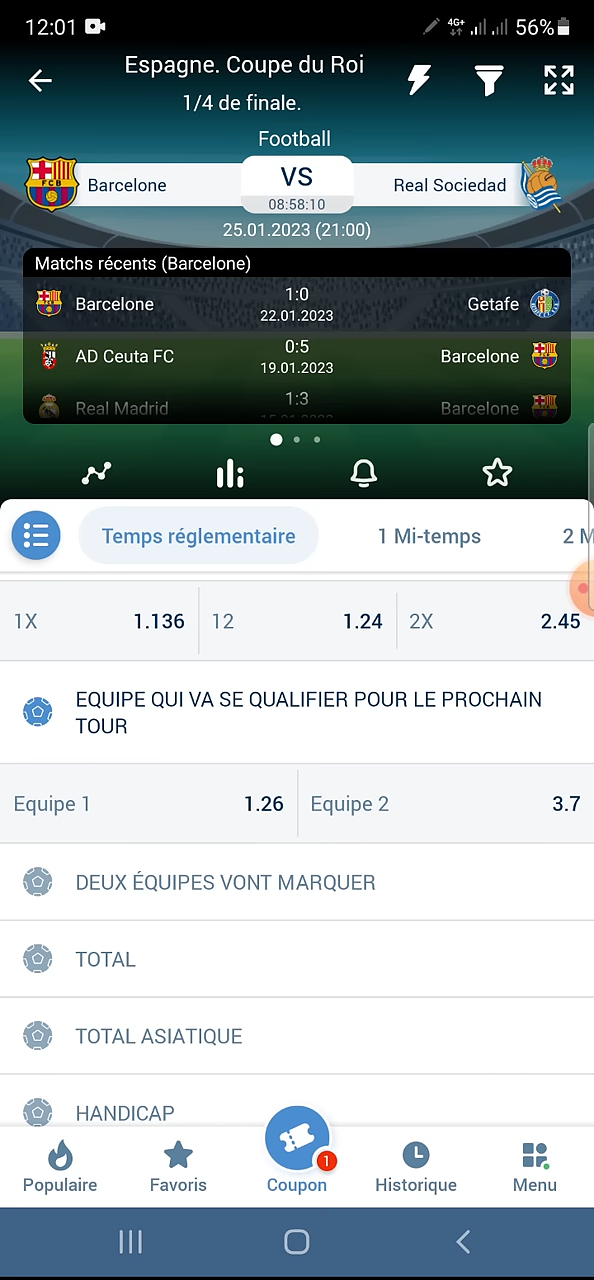 12:01 4G+ 56%
Espagne. Coupe du Roi
1/4 de finale.
Football
Barcelone VS Real Sociedad
08:58:10
25.01.2023 (21:00)
Matchs récents (Barcelone)
Barcelone 1:0 Getafe
22.01.2023
AD Ceuta FC 0:5 Barcelone
19.01.2023
Real Madrid 1:3 Barcelone
15.01.2023
Temps réglementaire 1 Mi-temps 2 M
1X 1.136 12 1.24 2X 2.45
EQUIPE QUI VA SE QUALIFIER POUR LE PROCHAIN
TOUR
Equipe 1 1.26 Equipe 2 3.7
DEUX ÉQUIPES VONT MARQUER
TOTAL
TOTAL ASIATIQUE
HANDICAP
1
Populaire Favoris Coupon Historique Menu